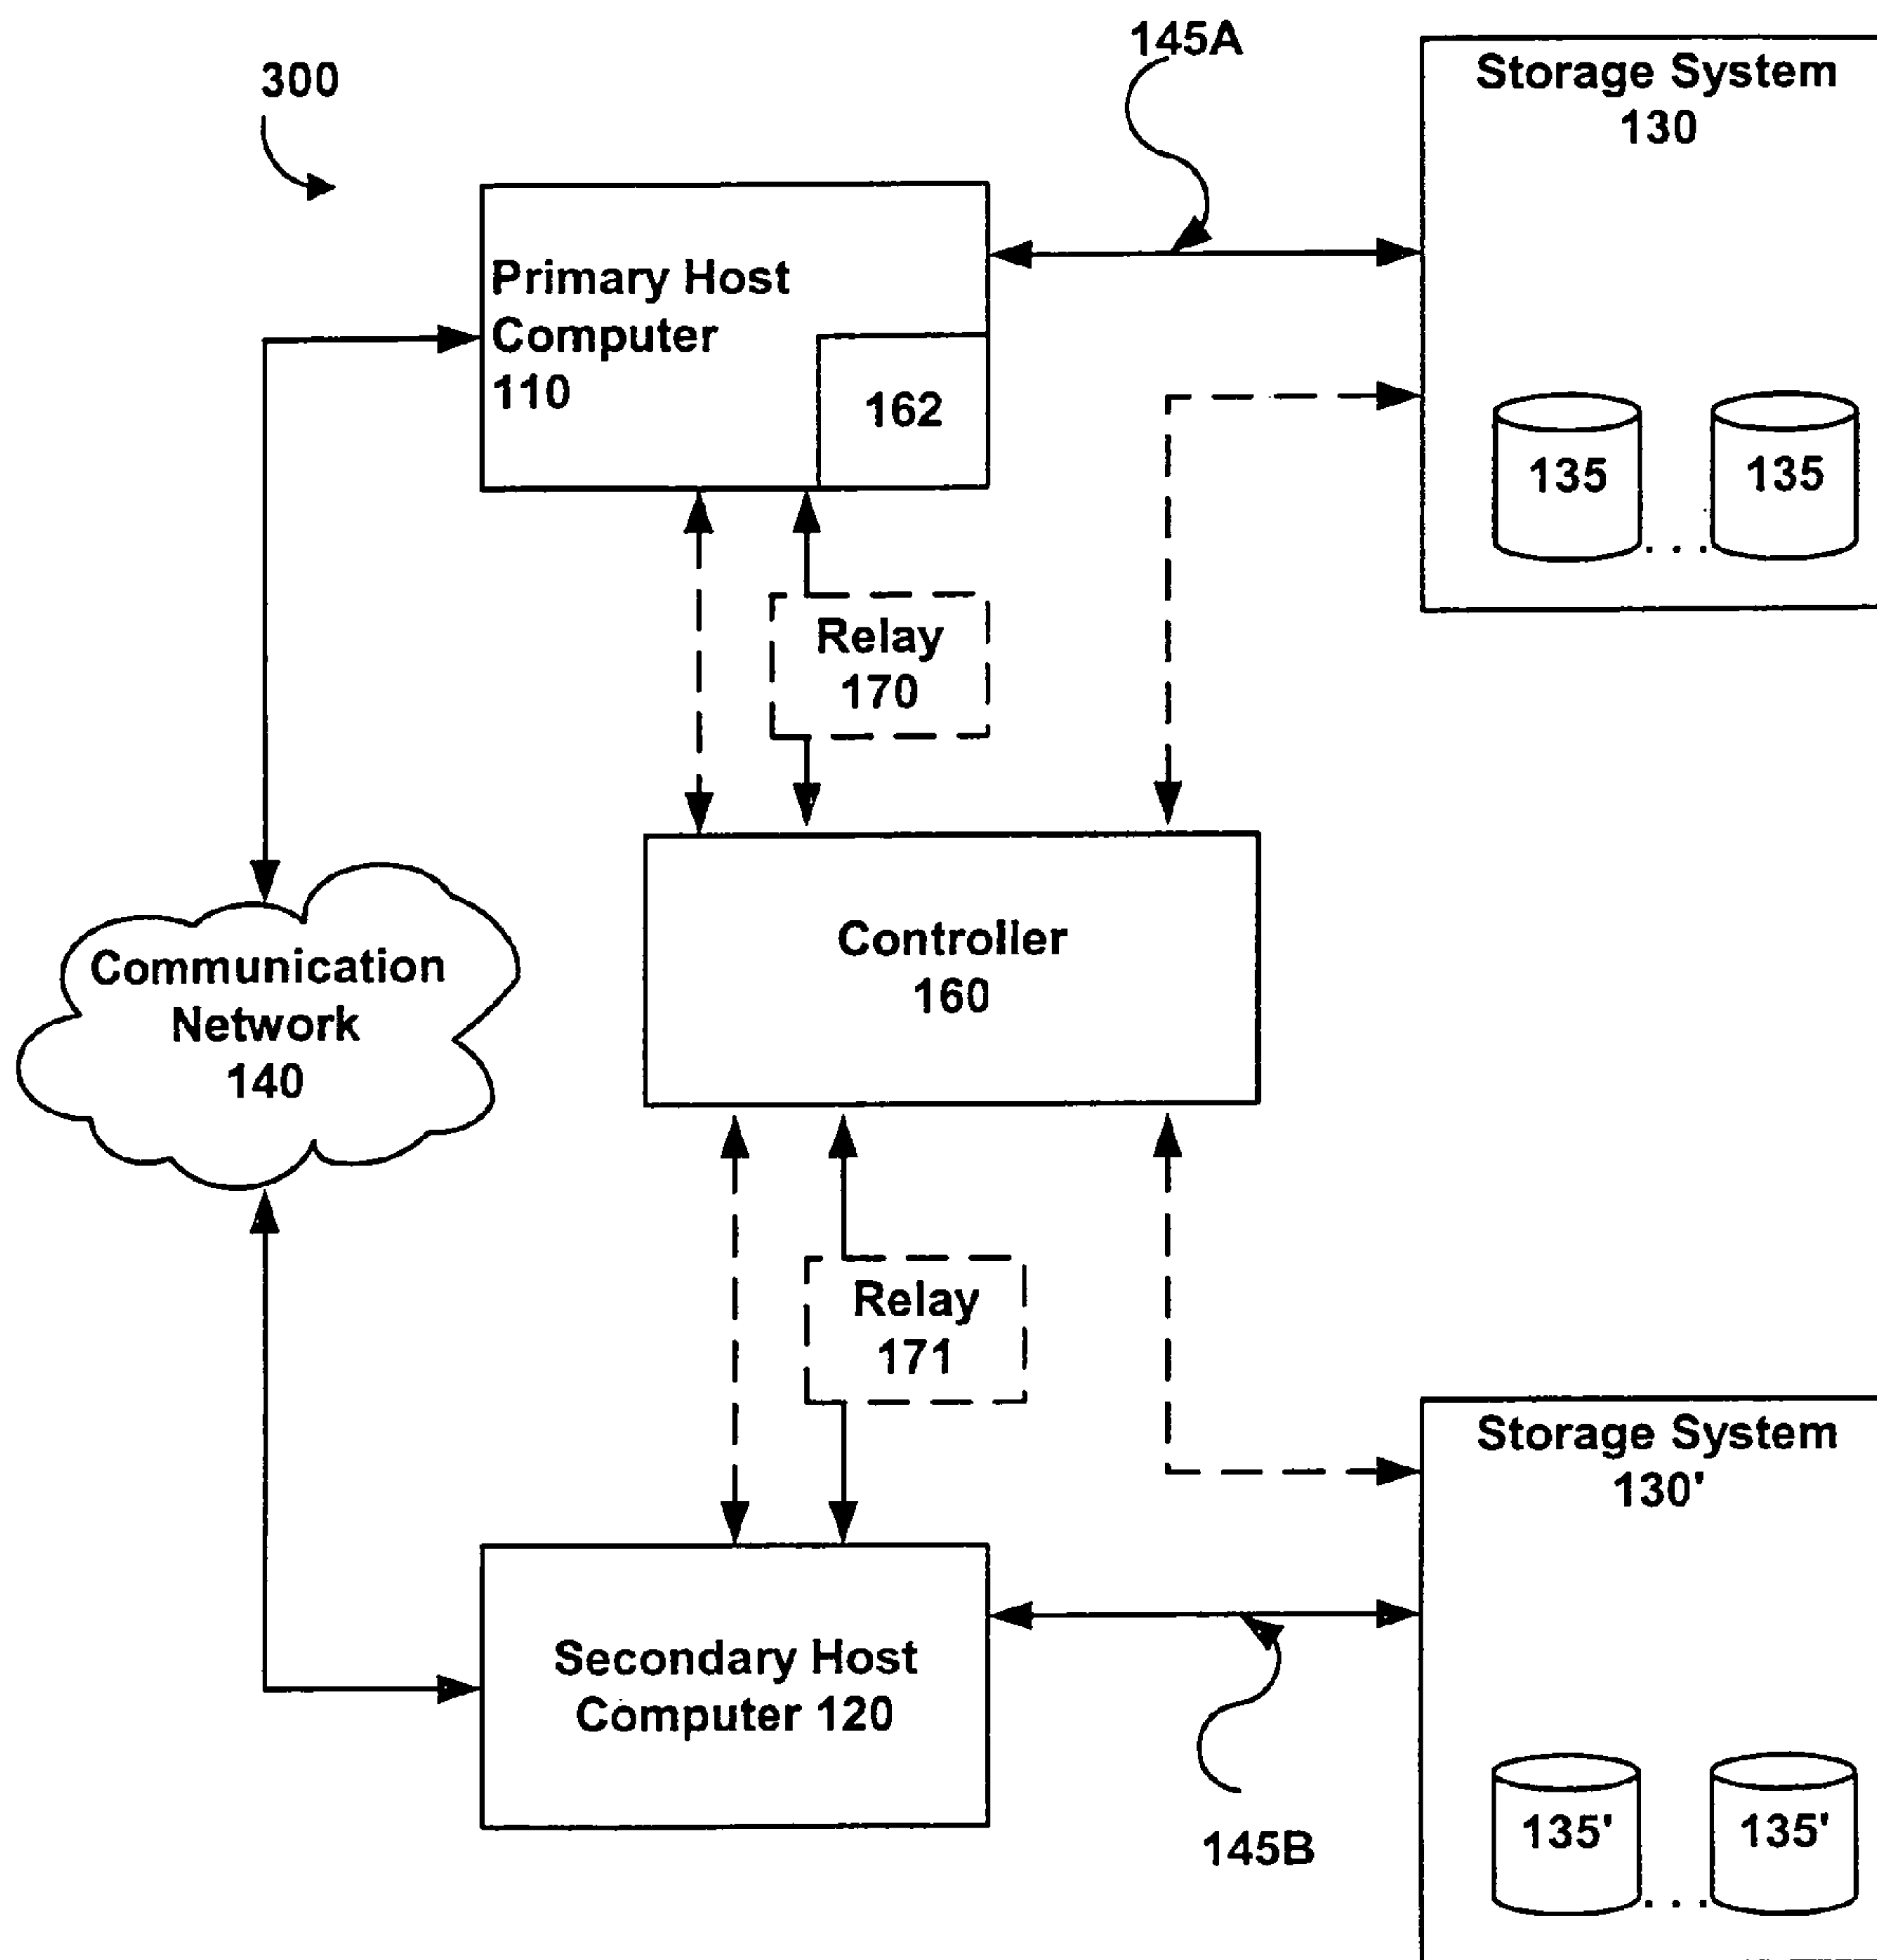 300
145A
Storage System
130
Primary Host
Computer
110
162
135
135
. . .
Relay
170
Controller
160
Communication
Network
140
Relay
171
Storage System
130'
Secondary Host
Computer 120
145B
135'
135'
. . .